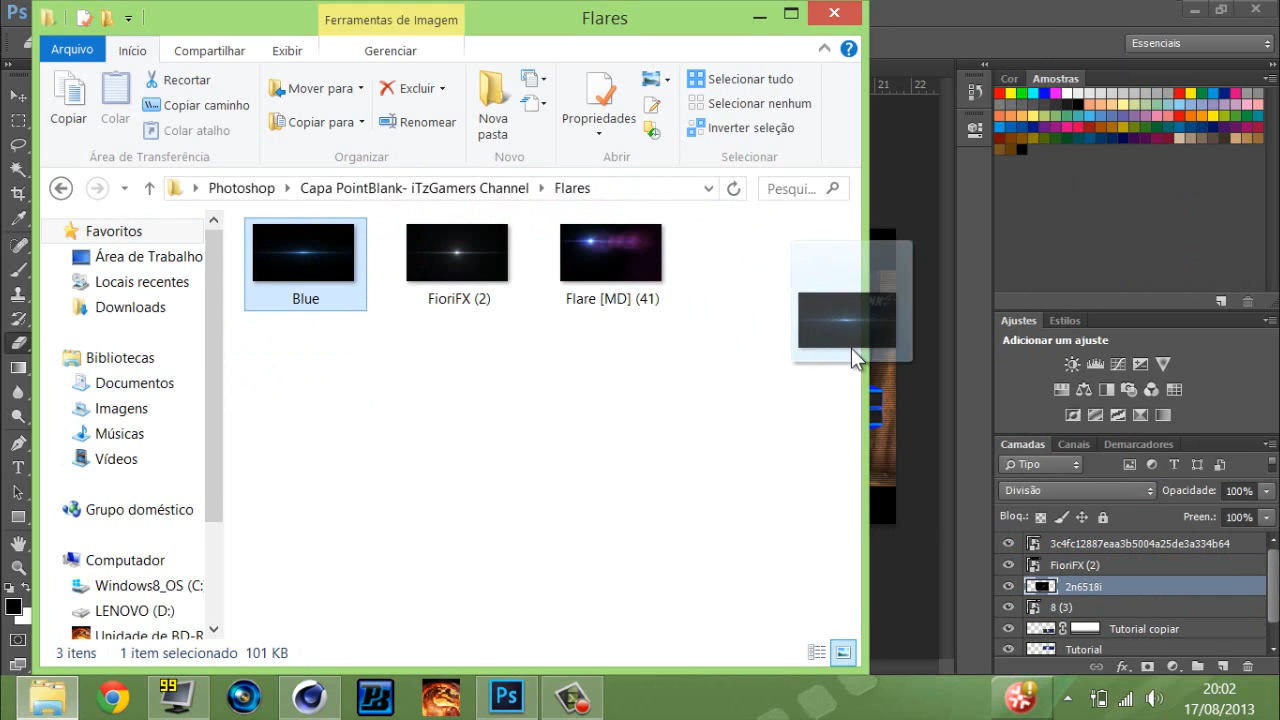 Ps
Ferramentas de Imagem
Flares
Arquivo
Início
Compartilhar
Exibir
Gerenciar
Essenciais
Copiar
Colar
Recortar
Copiar caminho
Colar atalho
Mover para
Copiar para
Excluir
Renomear
Nova
pasta
Propriedades
Selecionar tudo
Selecionar nenhum
Inverter seleção
Área de Transferência
Organizar
Novo
Abrir
Selecionar
21 22
Cor
Amostras
Photoshop
Capa PointBlank- iTzGamers Channel
Flares
Pesqui...
Favoritos
Área de Trabalho
Locais recentes
Downloads
Bibliotecas
Documentos
Imagens
Músicas
Vídeos
Grupo doméstico
Computador
Windows8_OS (C:
LENOVO (D:)
Unidade de BD-R
Blue
FioriFX (2)
Flare [MD] (41)
Ajustes
Estilos
Adicionar um ajuste
Camadas
Canais
Demarcadores
Tipo
Divisão
Opacidade: 100%
Bloq.:
Preen.: 100%
3c4fc12887eaa3b5004a25de3a334b64
FioriFX (2)
2n6518i
8 (3)
Tutorial copiar
Tutorial
3 itens
1 item selecionado 101 KB
99
Ps
20:02
17/08/2013